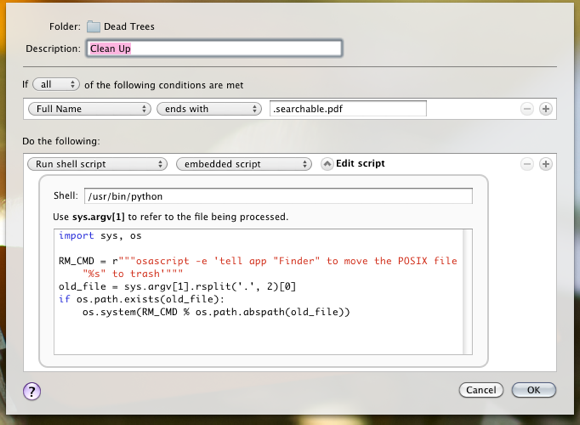 Folder: Dead Trees
Description: Clean Up
If all of the following conditions are met
Full Name ends with .searchable.pdf
Do the following:
Run shell script embedded script Edit script
Shell: /usr/bin/python
Use sys.argv[1] to refer to the file being processed.
import sys, os
RM_CMD = r"""osascript -e 'tell app "Finder" to move the POSIX file
"%s" to trash'"""
old_file = sys.argv[1].rsplit('.', 2)[0]
if os.path.exists(old_file):
os.system(RM_CMD % os.path.abspath(old_file))
? Cancel OK